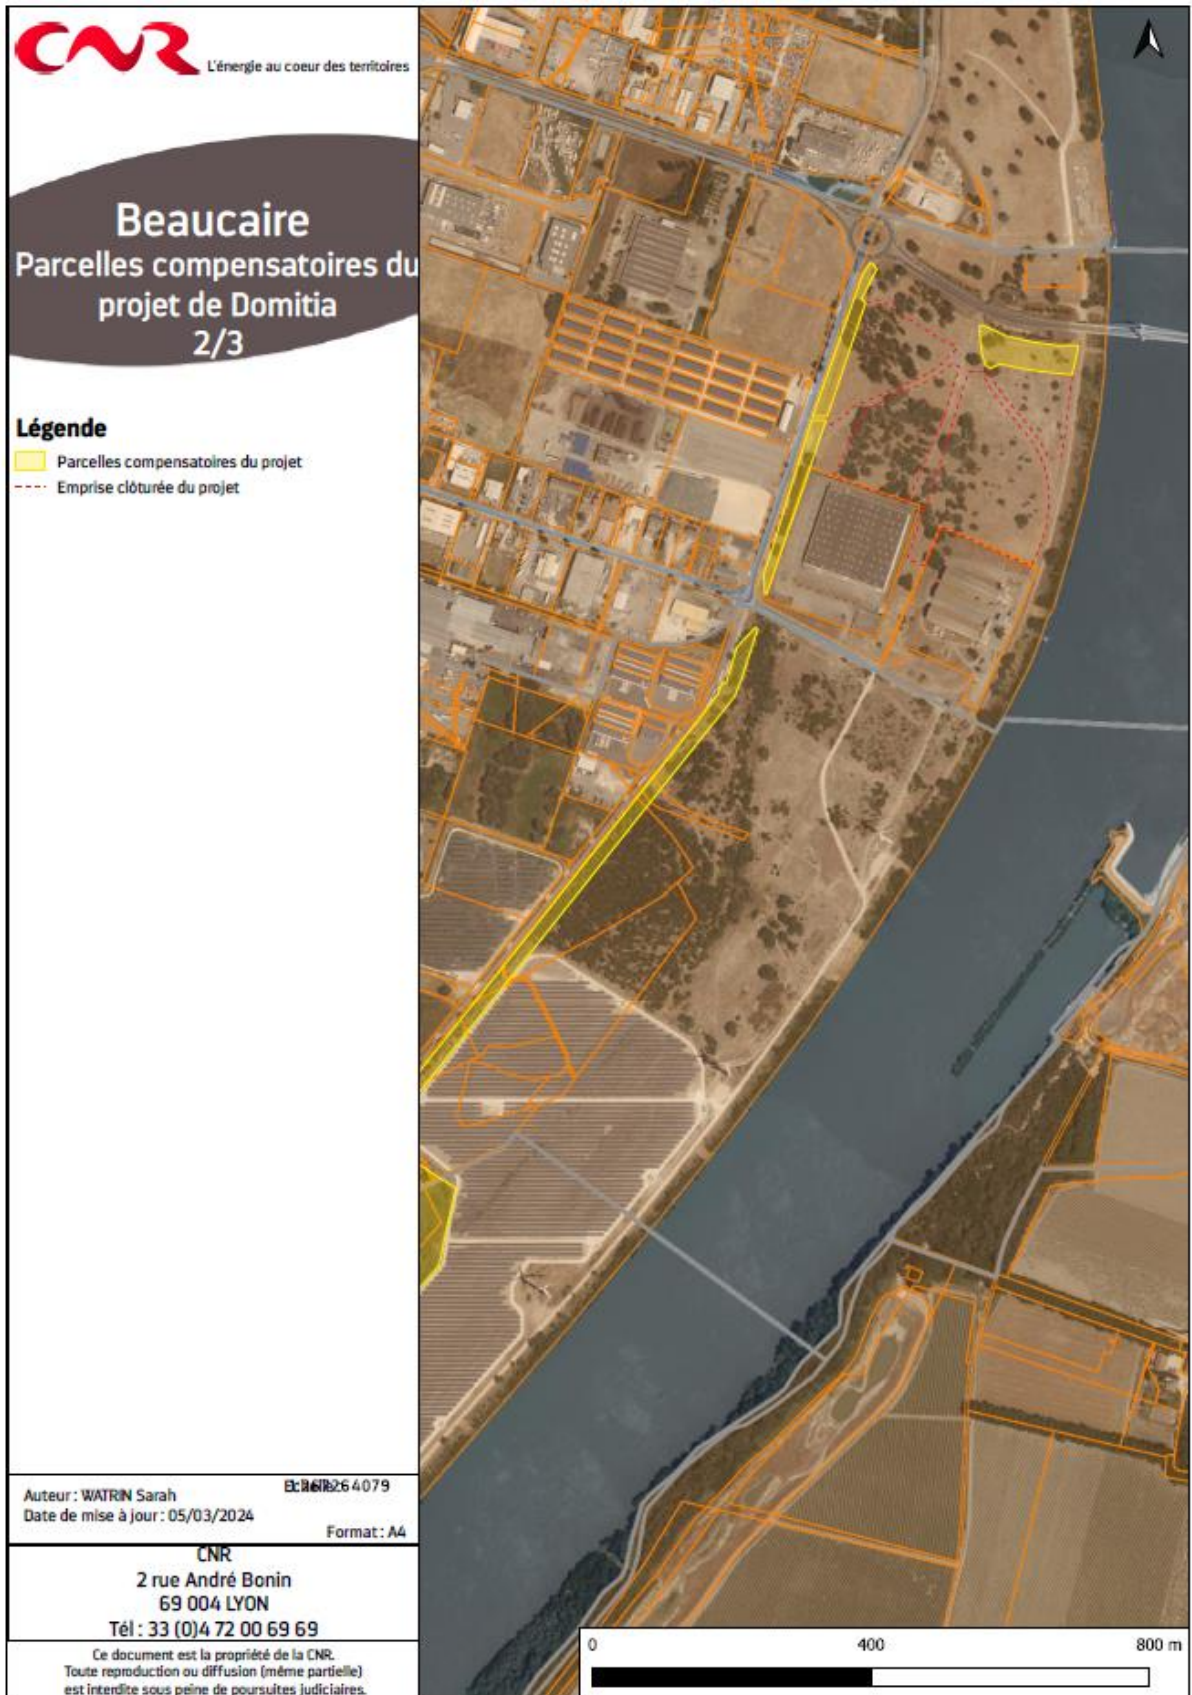 CNR
L'énergie au coeur des territoires
Beaucaire
Parcelles compensatoires du
projet de Domitia
2/3
Légende
Parcelles compensatoires du projet
Emprise clôturée du projet
Auteur : WATRIN Sarah
Date de mise à jour : 05/03/2024
Format : A4
CNR
2 rue André Bonin
69 004 LYON
Tél : 33 (0)4 72 00 69 69
Ce document est la propriété de la CNR.
Toute reproduction ou diffusion (même partielle)
est interdite sous peine de poursuites judiciaires.
0 400 800 m